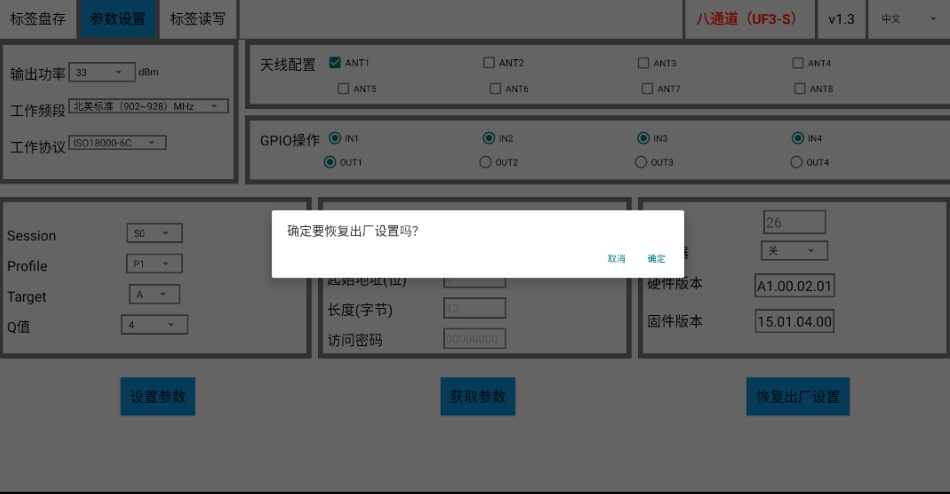 标签盘存 参数设置 标签读写 八通道（UF3-S） v1.3 中文
输出功率 33 dBm
工作频段 北美标准（902~928）MHz
工作协议 ISO18000-6C
天线配置 ANT1 ANT2 ANT3 ANT4
ANT5 ANT6 ANT7 ANT8
GPIO操作 IN1 IN2 IN3 IN4
OUT1 OUT2 OUT3 OUT4
确定要恢复出厂设置吗?
取消 确定
Session S0
Profile P1
Target A
Q值 4
起始地址(位)
长度(字节) 12
访问密码 00000000
26
关
硬件版本 A1.00.02.01
固件版本 15.01.04.00
设置参数 获取参数 恢复出厂设置